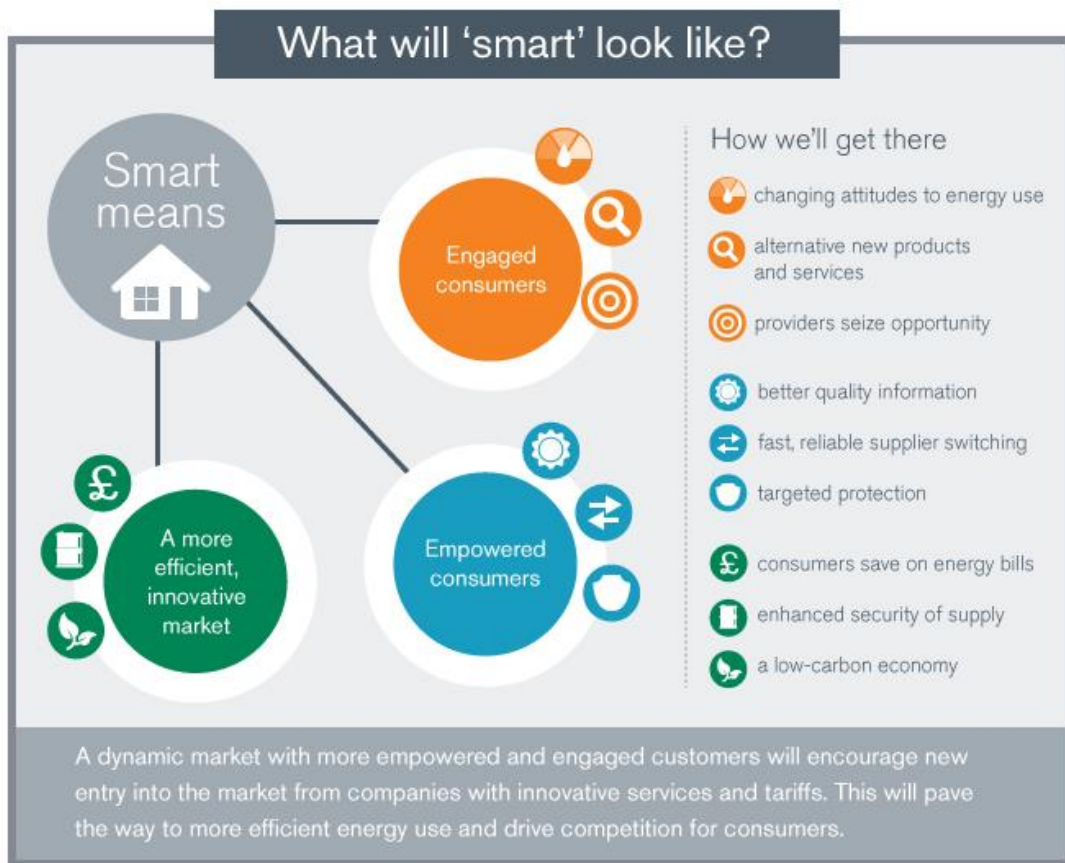 What will ‘smart’ look like?
Smart
means
Engaged
consumers
Empowered
consumers
A more
efficient,
innovative
market
£
How we’ll get there
changing attitudes to energy use
alternative new products
and services
providers seize opportunity
better quality information
fast, reliable supplier switching
targeted protection
£ consumers save on energy bills
enhanced security of supply
a low-carbon economy
A dynamic market with more empowered and engaged customers will encourage new
entry into the market from companies with innovative services and tariffs. This will pave
the way to more efficient energy use and drive competition for consumers.